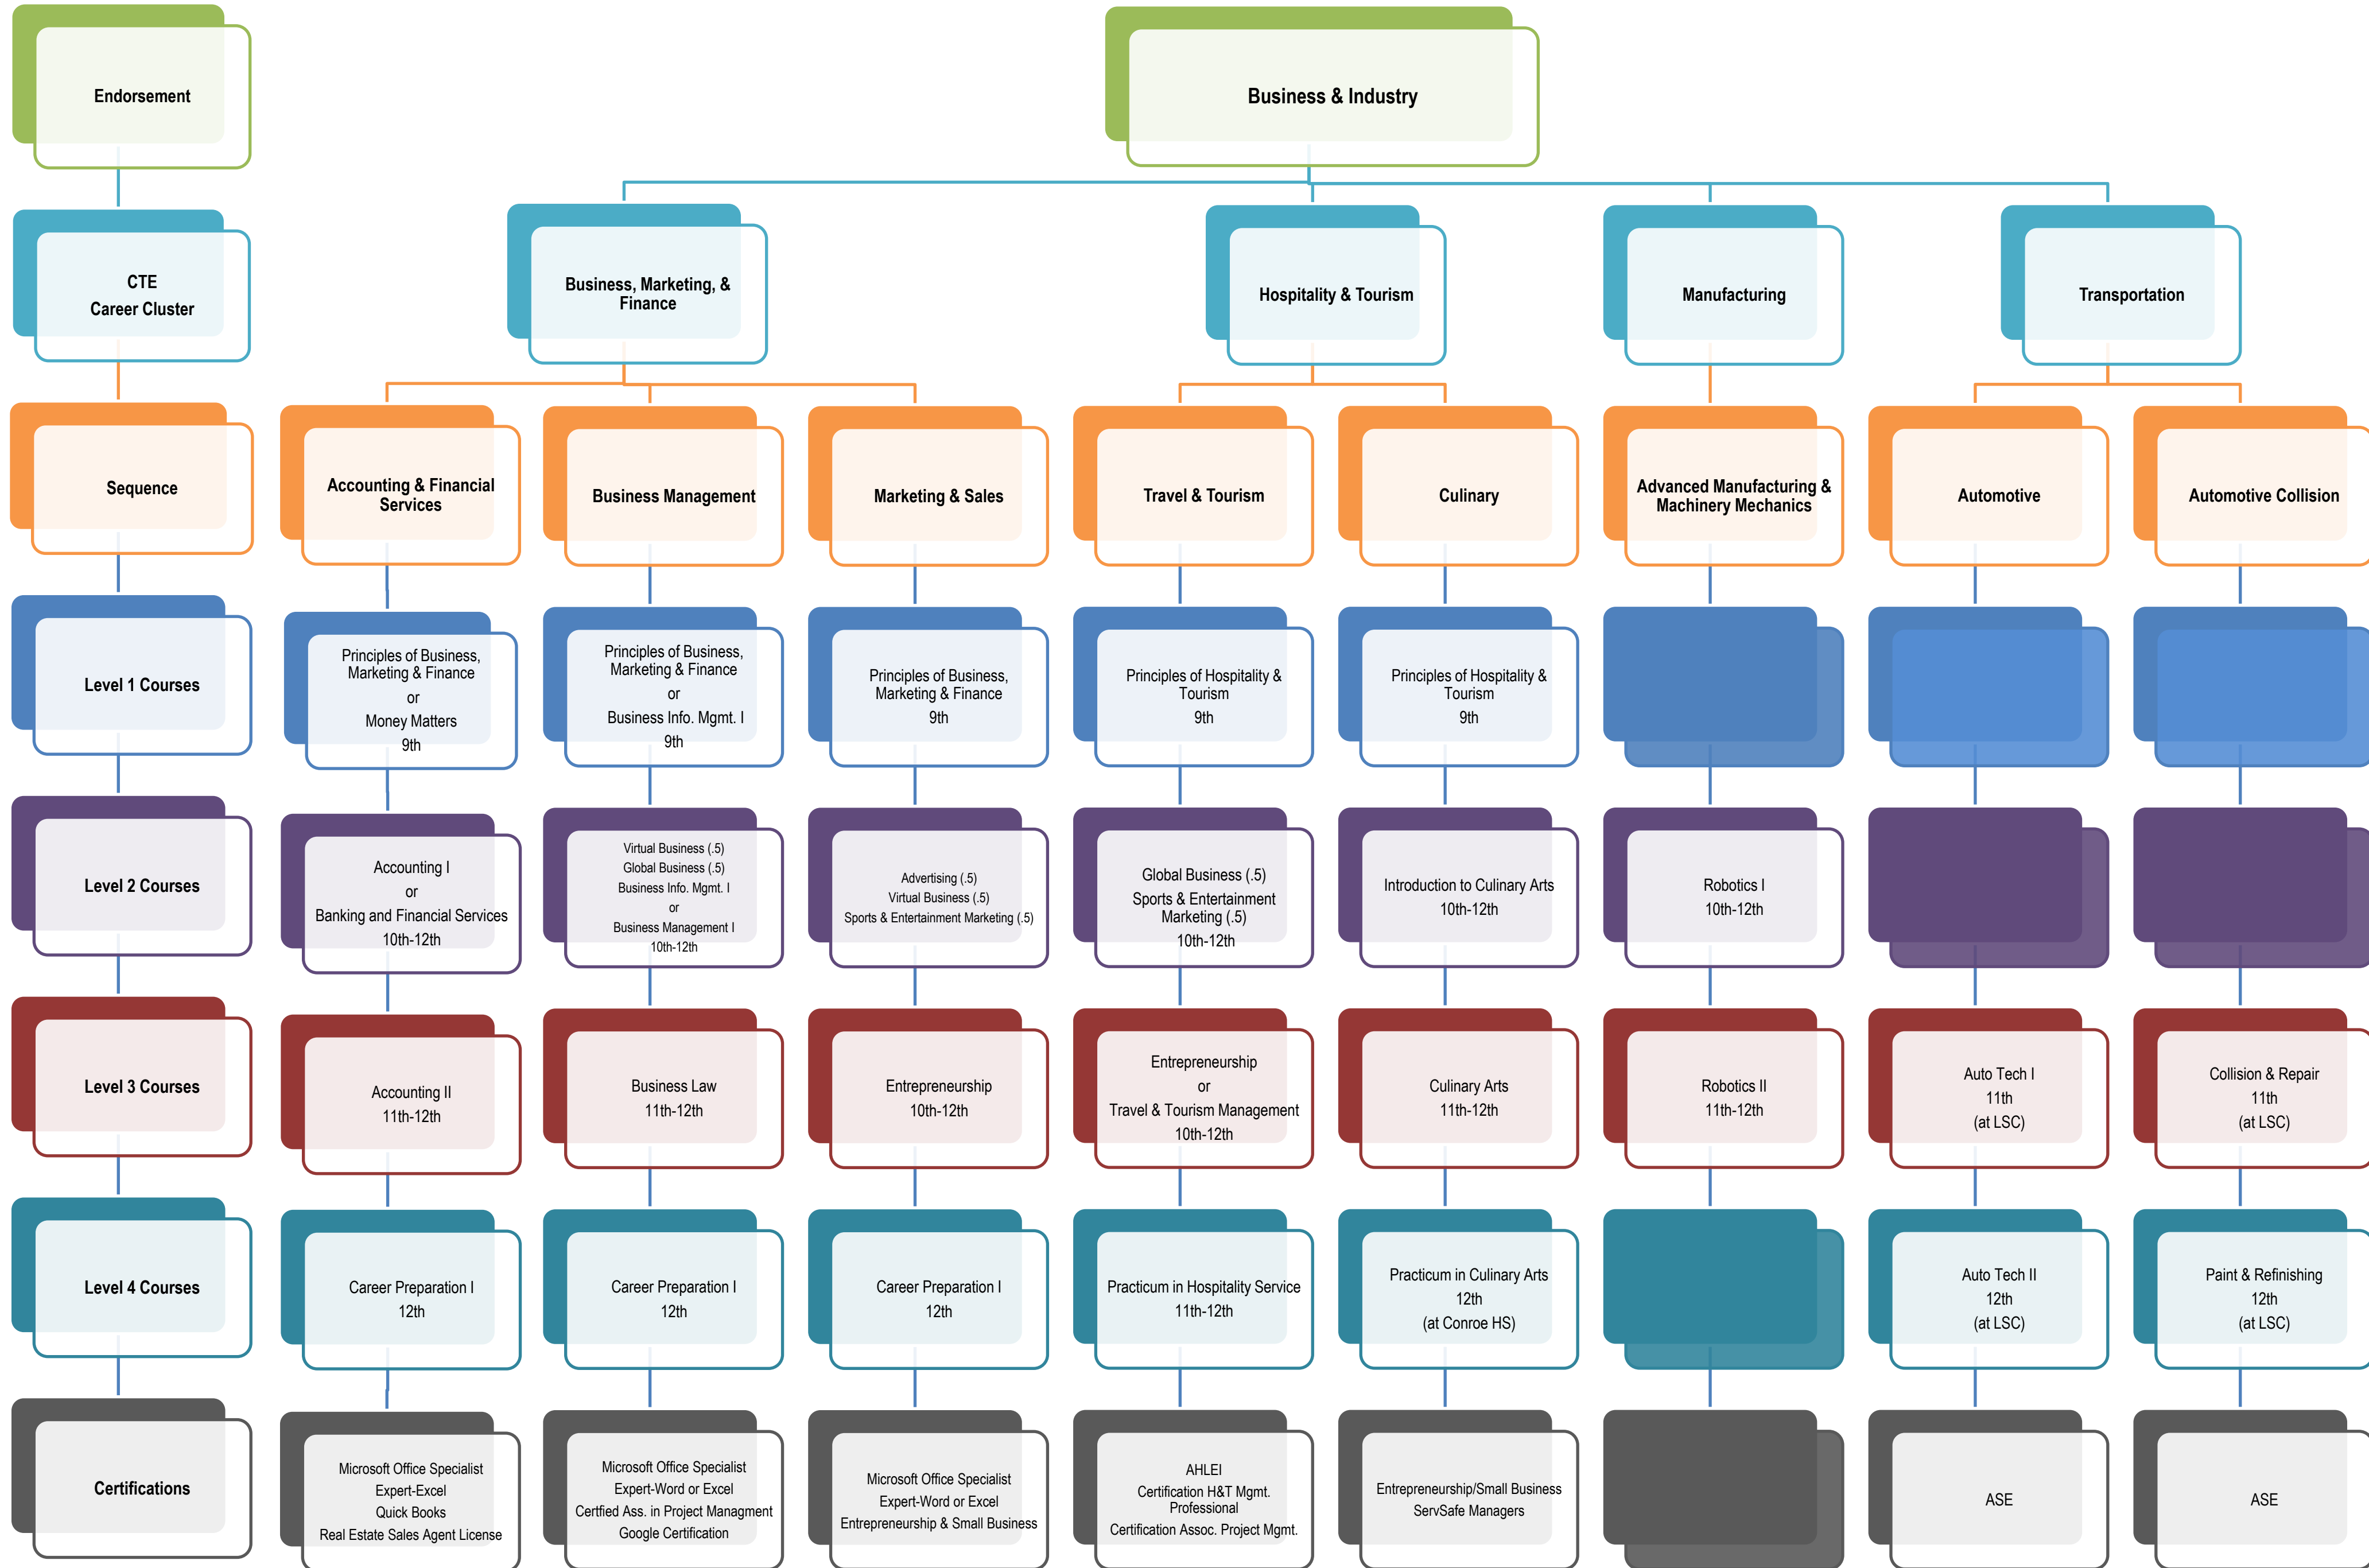 Endorsement
Business & Industry
CTE
Career Cluster
Business, Marketing, &
Finance
Hospitality & Tourism
Manufacturing
Transportation
Sequence
Accounting & Financial
Services
Business Management
Marketing & Sales
Travel & Tourism
Culinary
Advanced Manufacturing &
Machinery Mechanics
Automotive
Automotive Collision
Level 1 Courses
Principles of Business,
Marketing & Finance
or
Money Matters
9th
Principles of Business,
Marketing & Finance
or
Business Info. Mgmt. I
9th
Principles of Business,
Marketing & Finance
9th
Principles of Hospitality &
Tourism
9th
Principles of Hospitality &
Tourism
9th
Level 2 Courses
Accounting I
or
Banking and Financial Services
10th-12th
Virtual Business (.5)
Global Business (.5)
Business Info. Mgmt. I
or
Business Management I
10th-12th
Advertising (.5)
Virtual Business (.5)
Sports & Entertainment Marketing (.5)
Global Business (.5)
Sports & Entertainment
Marketing (.5)
10th-12th
Introduction to Culinary Arts
10th-12th
Robotics I
10th-12th
Level 3 Courses
Accounting II
11th-12th
Business Law
11th-12th
Entrepreneurship
10th-12th
Entrepreneurship
or
Travel & Tourism Management
10th-12th
Culinary Arts
11th-12th
Robotics II
11th-12th
Auto Tech I
11th
(at LSC)
Collision & Repair
11th
(at LSC)
Level 4 Courses
Career Preparation I
12th
Career Preparation I
12th
Career Preparation I
12th
Practicum in Hospitality Service
11th-12th
Practicum in Culinary Arts
12th
(at Conroe HS)
Auto Tech II
12th
(at LSC)
Paint & Refinishing
12th
(at LSC)
Certifications
Microsoft Office Specialist
Expert-Excel
Quick Books
Real Estate Sales Agent License
Microsoft Office Specialist
Expert-Word or Excel
Certfied Ass. in Project Managment
Google Certification
Microsoft Office Specialist
Expert-Word or Excel
Entrepreneurship & Small Business
AHLEI
Certification H&T Mgmt.
Professional
Certification Assoc. Project Mgmt.
Entrepreneurship/Small Business
ServSafe Managers
ASE
ASE